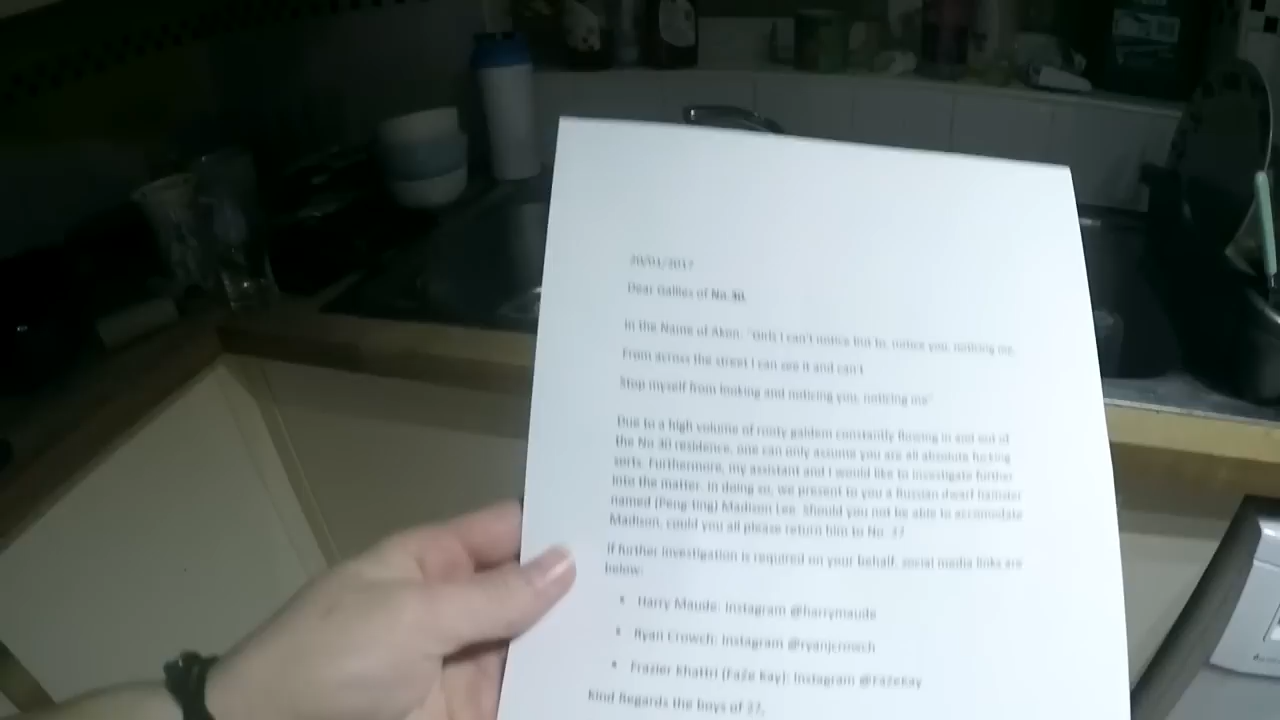 20/01/2017
Dear Gallies of No.30,
In the Name of Akon: "Girls I can't notice but to, notice you, noticing me.
From across the street I can see it and can't
Stop myself from looking and noticing you, noticing me"
Due to a high volume of rooty galdem constantly flowing in and out of
the No 30 residence, one can only assume you are all absolute fucking
sorts. Furthermore, my assistant and I would like to investigate further
into the matter. In doing so, we present to you a Russian dwarf hamster
named (Peng-ting) Madison Lee. Should you not be able to accomodate
Madison, could you all please return him to No. 37
If further investigation is required on your behalf, social media links are
below:
• Harry Maude: Instagram @harrymaude
• Ryan Crowch: Instagram @ryanjcrowch
• Frazier Khattri (FaZe Kay): Instagram @FaZeKay
Kind Regards the boys of 37,